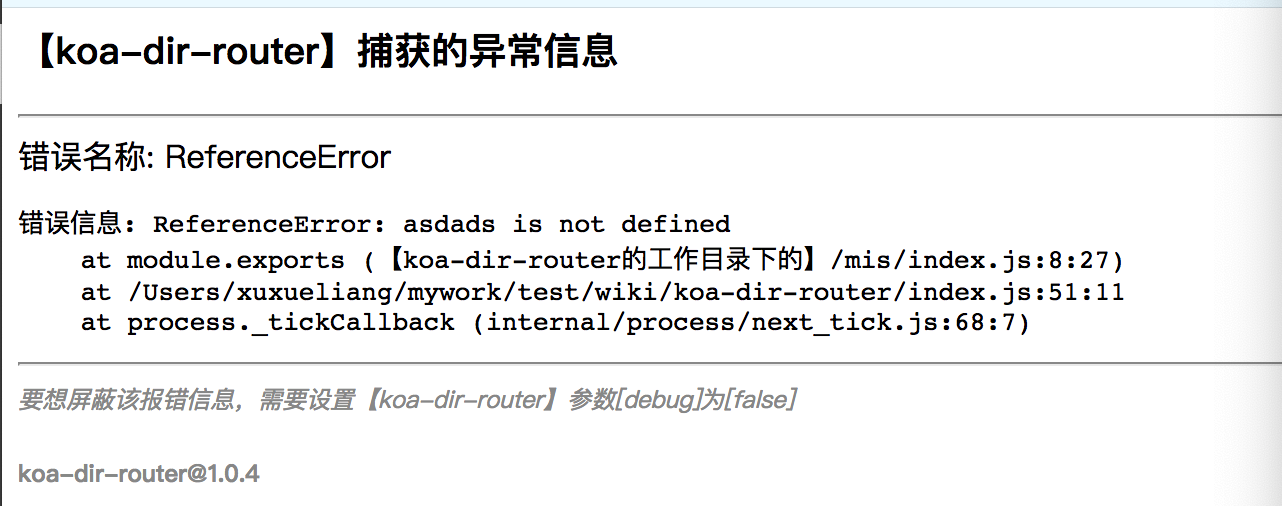 【koa-dir-router】捕获的异常信息
错误名称: ReferenceError
错误信息: ReferenceError: asdads is not defined
at module.exports (【koa-dir-router的工作目录下的】/mis/index.js:8:27)
at /Users/xuxueliang/mywork/test/wiki/koa-dir-router/index.js:51:11
at process._tickCallback (internal/process/next_tick.js:68:7)
要想屏蔽该报错信息，需要设置【koa-dir-router】参数[debug]为[false]
koa-dir-router@1.0.4